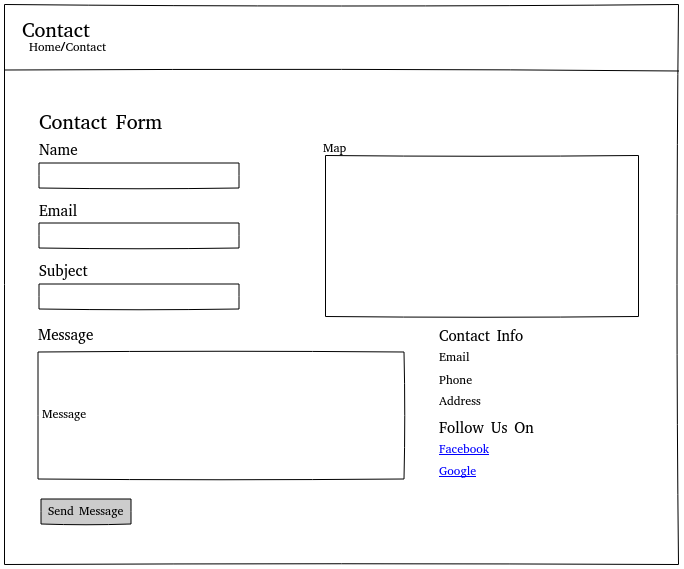 Contact
Home/Contact
Contact Form
Name
Map
Email
Subject
Message
Message
Send Message
Contact Info
Email
Phone
Address
Follow Us On
Facebook
Google